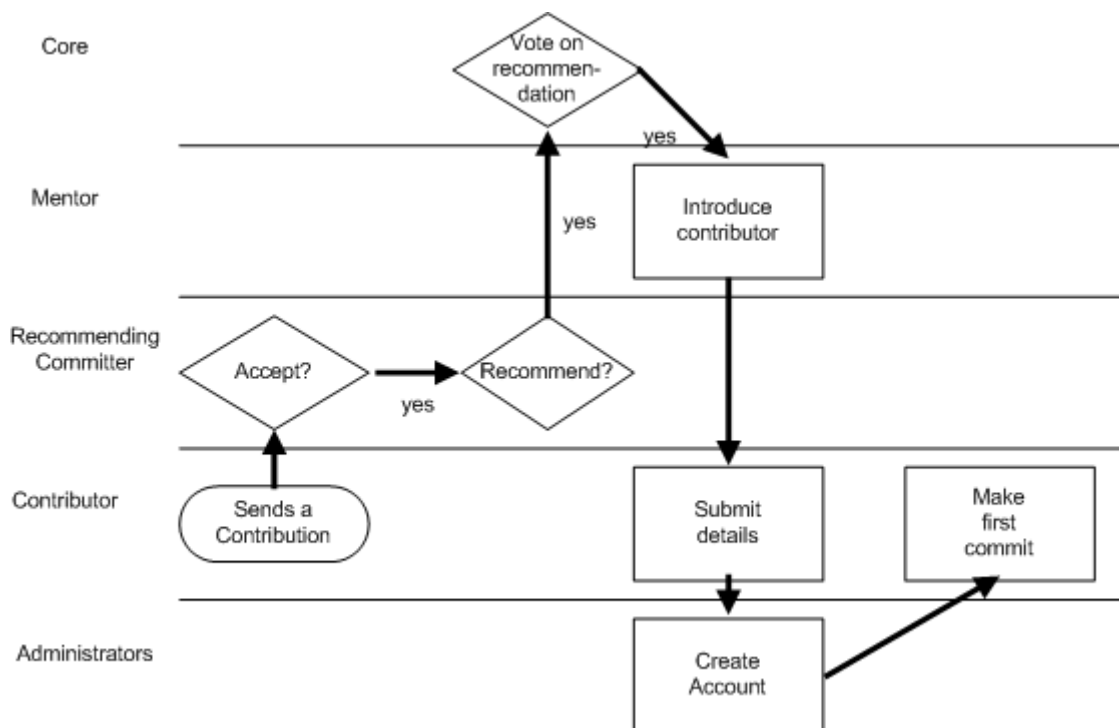 Core
Vote on
recommen-
dation
yes
Mentor
Introduce
contributor
yes
Recommending
Committer
Accept?
yes
Recommend?
Contributor
Sends a
Contribution
Submit
details
Make
first
commit
Administrators
Create
Account